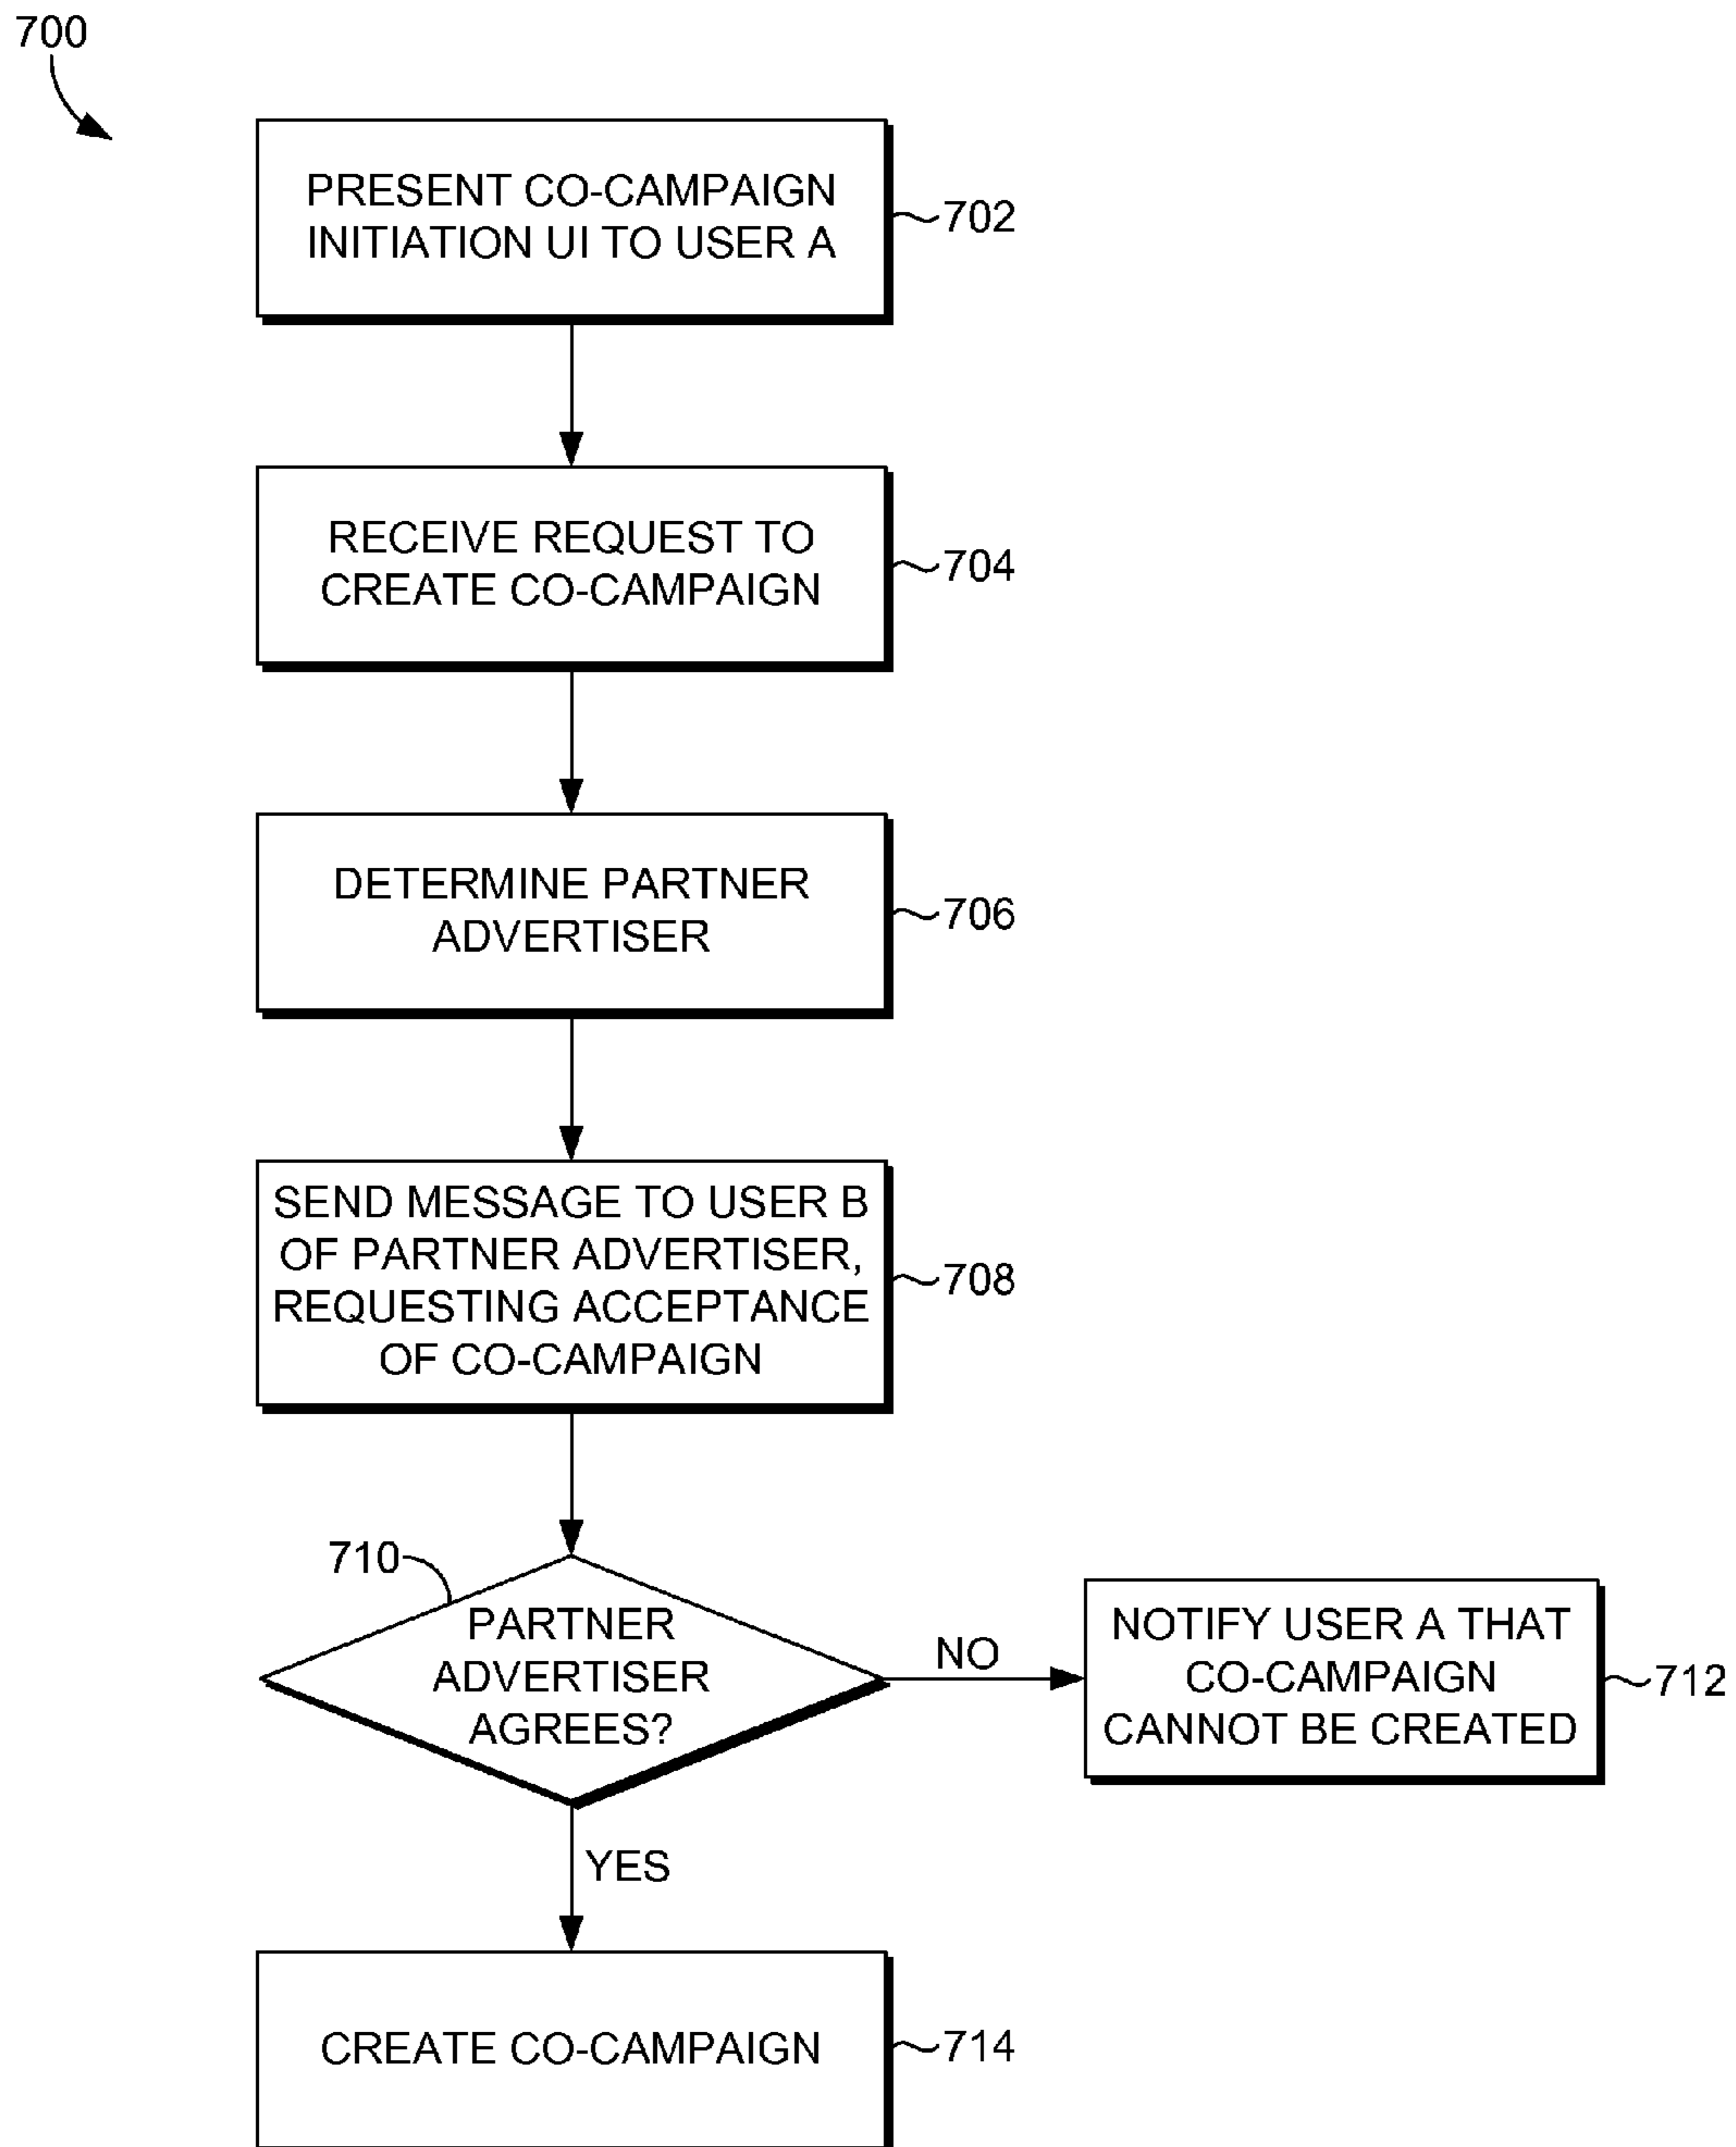 700
PRESENT CO-CAMPAIGN
INITIATION UI TO USER A
702
RECEIVE REQUEST TO
CREATE CO-CAMPAIGN
704
DETERMINE PARTNER
ADVERTISER
706
SEND MESSAGE TO USER B
OF PARTNER ADVERTISER,
REQUESTING ACCEPTANCE
OF CO-CAMPAIGN
708
710
PARTNER
ADVERTISER
AGREES?
NO
NOTIFY USER A THAT
CO-CAMPAIGN
CANNOT BE CREATED
712
YES
CREATE CO-CAMPAIGN
714